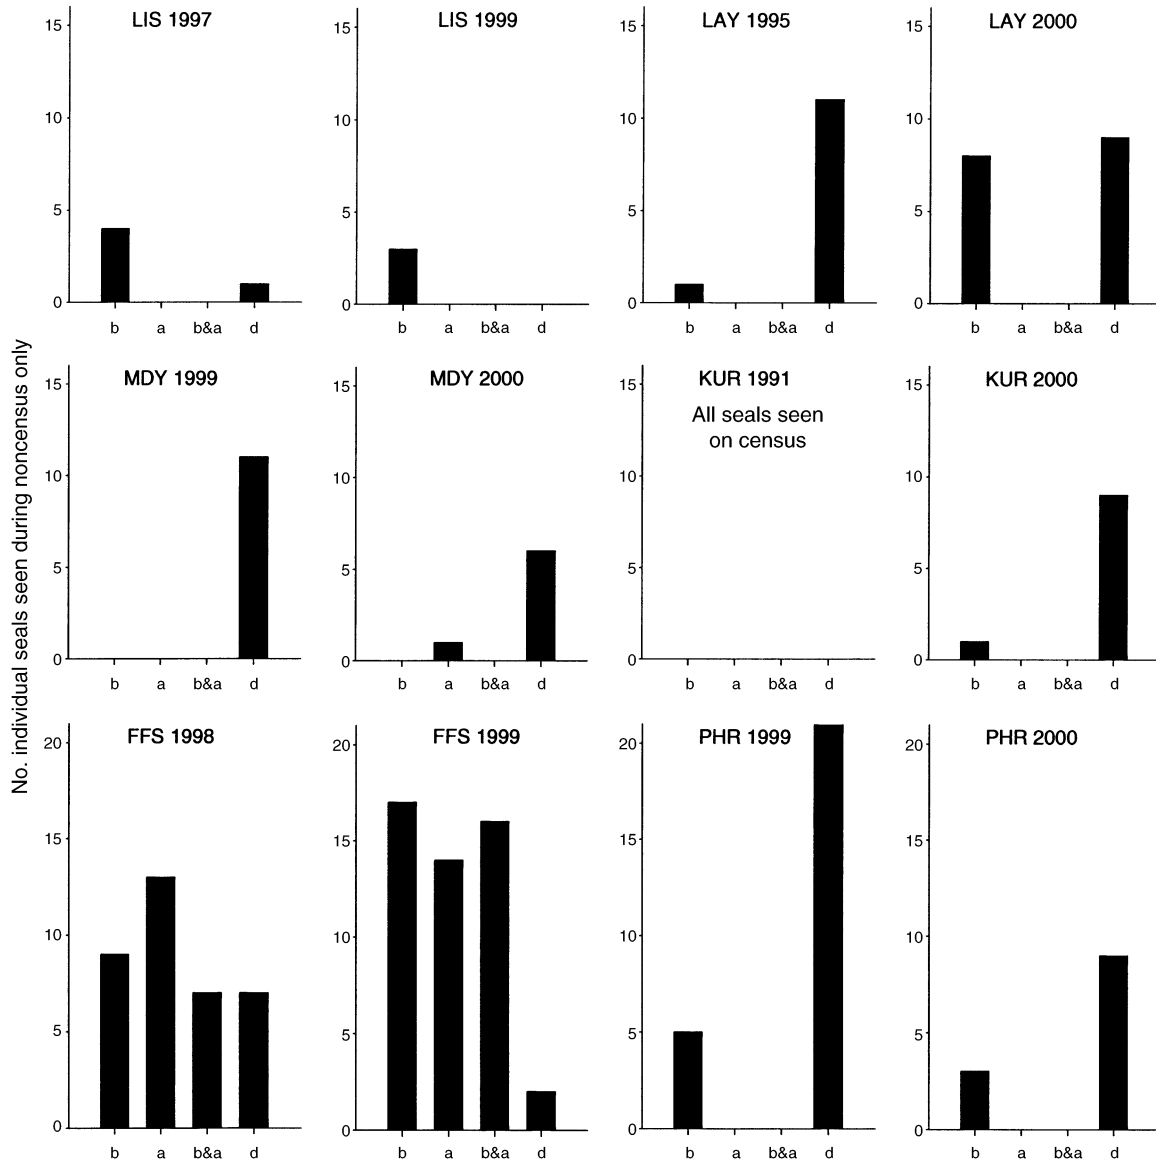 LIS 1997
LIS 1999
LAY 1995
LAY 2000
15
10
5
0
b a b&a d
15
10
5
0
b a b&a d
15
10
5
0
b a b&a d
15
10
5
0
b a b&a d
No. individual seals seen during noncensus only
MDY 1999
MDY 2000
KUR 1991
KUR 2000
All seals seen
on census
15
10
5
0
b a b&a d
15
10
5
0
b a b&a d
15
10
5
0
b a b&a d
15
10
5
0
b a b&a d
FFS 1998
FFS 1999
PHR 1999
PHR 2000
20
15
10
5
0
b a b&a d
20
15
10
5
0
b a b&a d
20
15
10
5
0
b a b&a d
20
15
10
5
0
b a b&a d